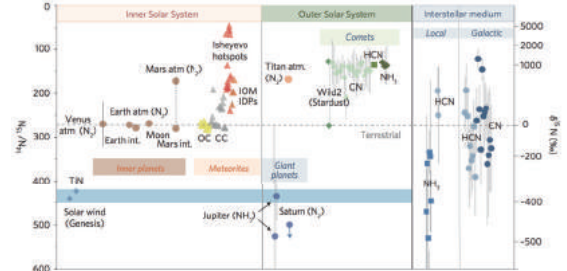 Inner Solar System
Outer Solar System
Interstellar medium
0
100
200
300
400
500
600
¹⁴N/¹⁵N
5000
1000
0
−200
−400
−500
δ¹⁵N (‰)
Isheyevo
hotspots
Mars atm (N₂)
IOM
IDPs
Venus
atm (N₂)
Earth atm (N₂)
Earth int.
Moon
Mars int.
OC
CC
Inner planets
Meteorites
Giant
planets
TiN
Solar wind
(Genesis)
Jupiter (NH₃)
Saturn (N₂)
Comets
HCN
Titan atm.
(N₂)
CN
NH₃
Wild2
(Stardust)
Terrestrial
Local
Galactic
HCN
CN
HCN
NH₃